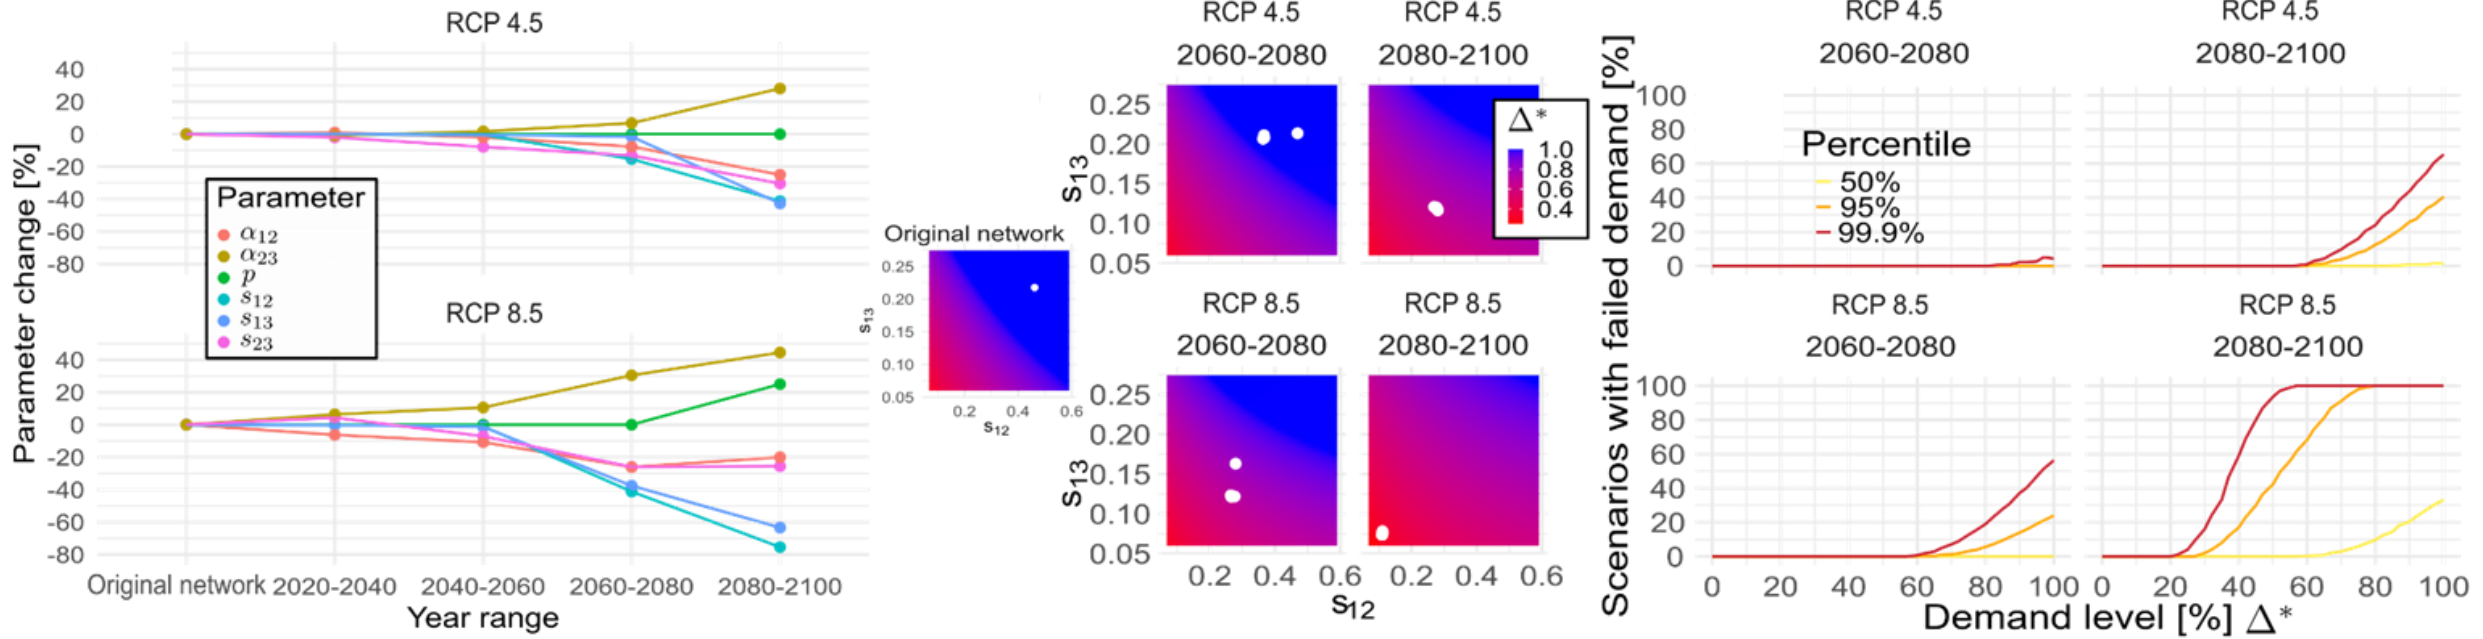 RCP 4.5
Parameter change [%]
40
20
0
-20
-40
-60
-80
Parameter
α12
α23
p
s12
s13
s23
RCP 8.5
40
20
0
-20
-40
-60
-80
Original network 2020-2040 2040-2060 2060-2080 2080-2100
Year range
Original network
s13
0.25
0.20
0.15
0.10
0.05
0.2 0.4 0.6
s12
RCP 4.5 RCP 4.5
2060-2080 2080-2100
s13
0.25
0.20
0.15
0.10
0.05
Δ*
1.0
0.8
0.6
0.4
RCP 8.5 RCP 8.5
2060-2080 2080-2100
s13
0.25
0.20
0.15
0.10
0.05
0.2 0.4 0.6 0.2 0.4 0.6
s12
Scenarios with failed demand [%]
RCP 4.5 RCP 4.5
2060-2080 2080-2100
100
80
60
40
20
0
Percentile
50%
95%
99.9%
RCP 8.5 RCP 8.5
2060-2080 2080-2100
100
80
60
40
20
0
0 20 40 60 80 100 0 20 40 60 80 100
Demand level [%] Δ*